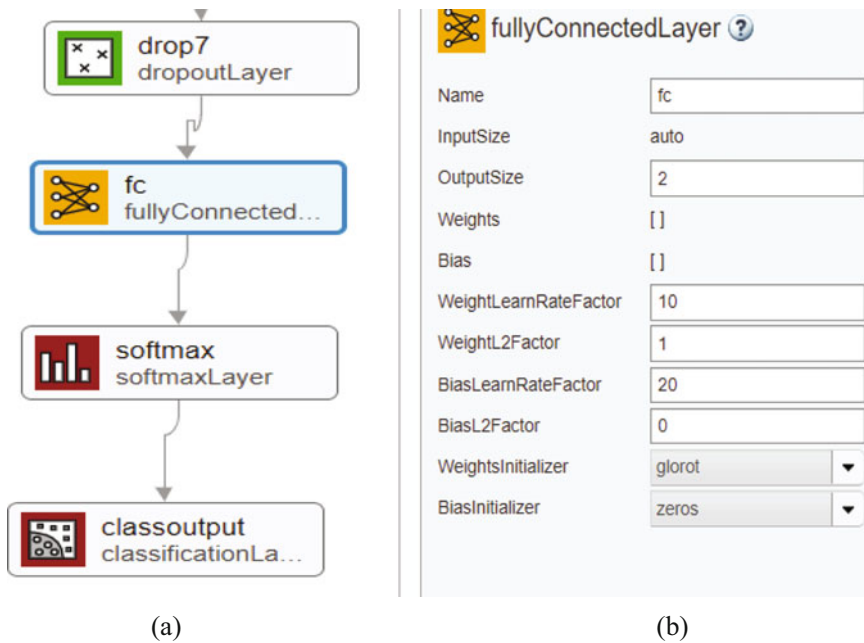 drop7
dropoutLayer
fc
fullyConnected...
softmax
softmaxLayer
classoutput
classificationLa...
(a)
fullyConnectedLayer ?
Name fc
InputSize auto
OutputSize 2
Weights [ ]
Bias [ ]
WeightLearnRateFactor 10
WeightL2Factor 1
BiasLearnRateFactor 20
BiasL2Factor 0
WeightsInitializer glorot
BiasInitializer zeros
(b)